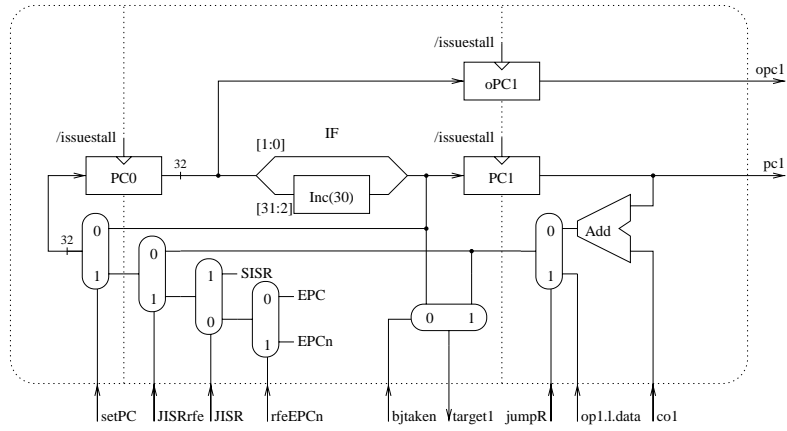 /issuestall
opc1
oPC1
/issuestall
IF
/issuestall
[1:0]
32
pc1
PC0
PC1
Inc(30)
[31:2]
32
0
0
0
Add
1
1
SISR
1
1
0
EPC
0
0
1
1
EPCn
setPC
JISRrfe
JISR
rfeEPCn
bjtaken
target1
jumpR
op1.l.data
co1